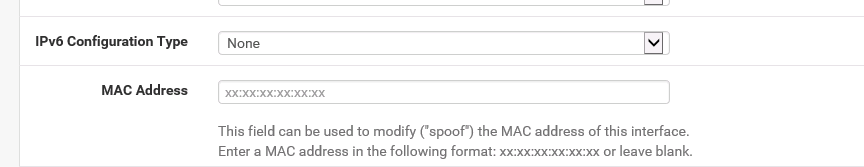 IPv6 Configuration Type
None
MAC Address
xx:xx:xx:xx:xx:xx
This field can be used to modify ("spoof") the MAC address of this interface.
Enter a MAC address in the following format: xx:xx:xx:xx:xx:xx or leave blank.